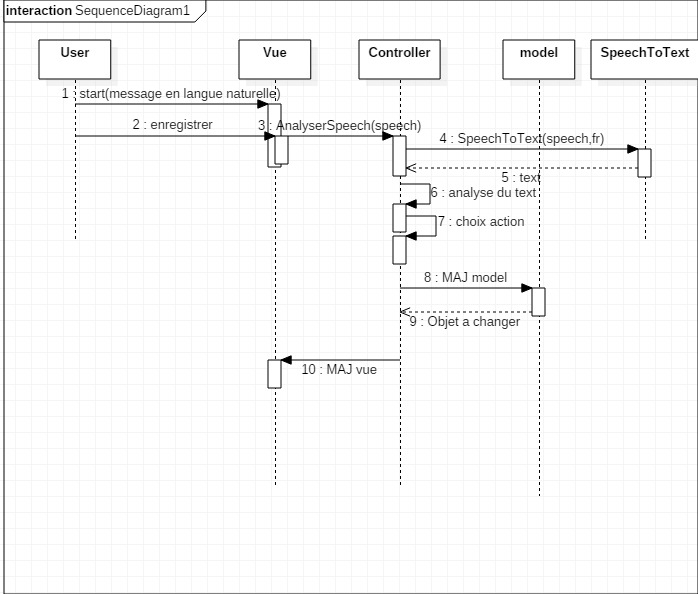 interaction SequenceDiagram1
User
Vue
Controller
model
SpeechToText
1 : start(message en langue naturelle)
2 : enregistrer
3 : AnalyserSpeech(speech)
4 : SpeechToText(speech,fr)
5 : text
6 : analyse du text
7 : choix action
8 : MAJ model
9 : Objet a changer
10 : MAJ vue